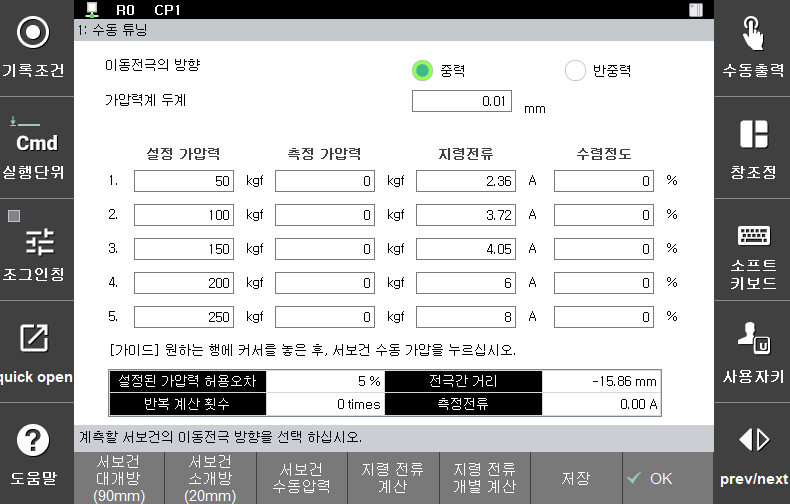 R0 CP1
1: 수동 튜닝
기록조건
Cmd
실행단위
조그인칭
quick open
도움말
이동전극의 방향 중력 반중력
가압력계 두께 0.01 mm
설정 가압력 측정 가압력 지령전류 수렴정도
1. 50 kgf 0 kgf 2.36 A 0 %
2. 100 kgf 0 kgf 3.72 A 0 %
3. 150 kgf 0 kgf 4.05 A 0 %
4. 200 kgf 0 kgf 6 A 0 %
5. 250 kgf 0 kgf 8 A 0 %
[가이드] 원하는 행에 커서를 놓은 후, 서보건 수동 가압을 누르십시오.
설정된 가압력 허용오차 5 % 전극간 거리 -15.86 mm
반복 계산 횟수 0 times 측정전류 0.00 A
계측할 서보건의 이동전극 방향을 선택 하십시오.
서보건
대개방
(90mm)
서보건
소개방
(20mm)
서보건
수동압력
지령 전류
계산
지령 전류
개별 계산
저장
OK
수동출력
창조정
소프트
키보드
U
사용자키
prev/next